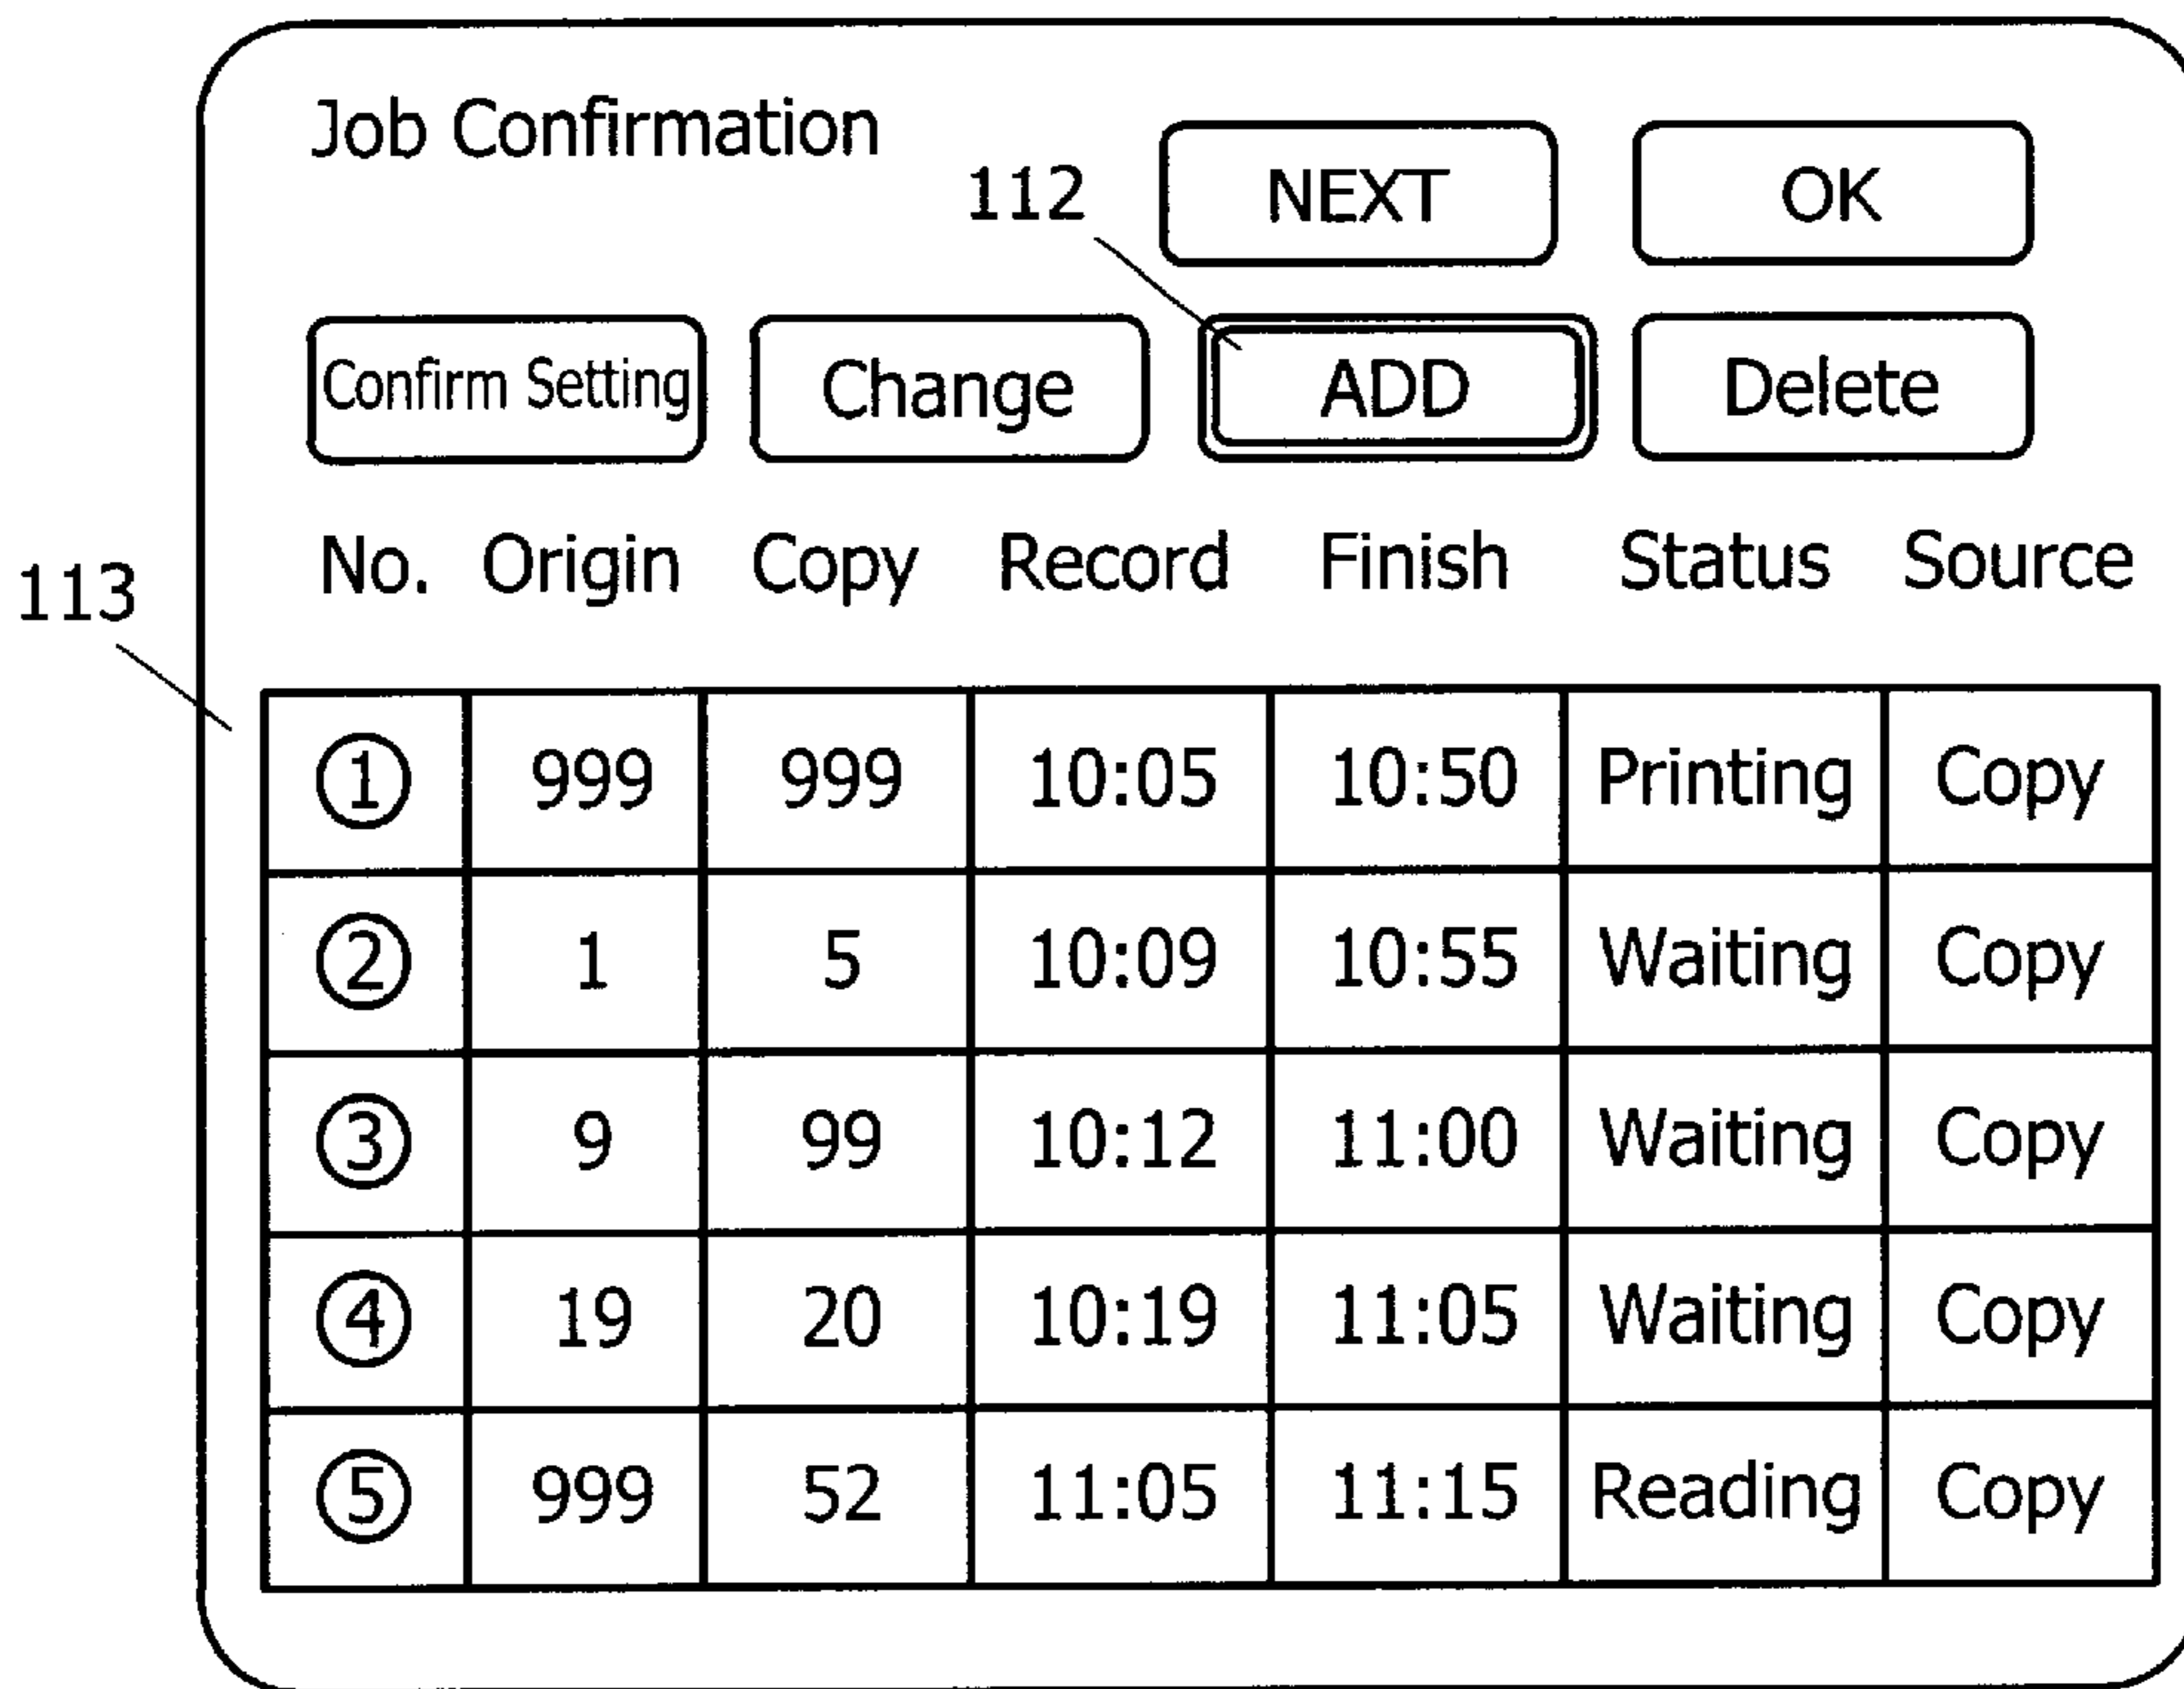 Job Confirmation
112 NEXT OK
Confirm Setting Change ADD Delete
113 No. Origin Copy Record Finish Status Source
① 999 999 10:05 10:50 Printing Copy
② 1 5 10:09 10:55 Waiting Copy
③ 9 99 10:12 11:00 Waiting Copy
④ 19 20 10:19 11:05 Waiting Copy
⑤ 999 52 11:05 11:15 Reading Copy